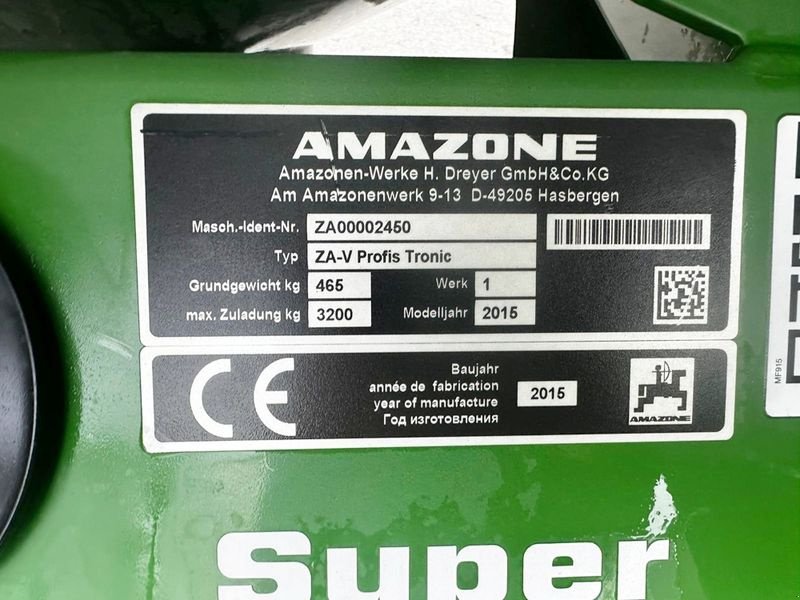 AMAZONE
Amazonen-Werke H. Dreyer GmbH&Co.KG
Am Amazonenwerk 9-13 D-49205 Hasbergen
Masch.-Ident-Nr. ZA00002450
Typ ZA-V Profis Tronic
Grundgewicht kg 465 Werk 1
max. Zuladung kg 3200 Modelljahr 2015
CE
Baujahr
année de fabrication
year of manufacture
Год изготовления
2015
AMAZONE
MF915
Super